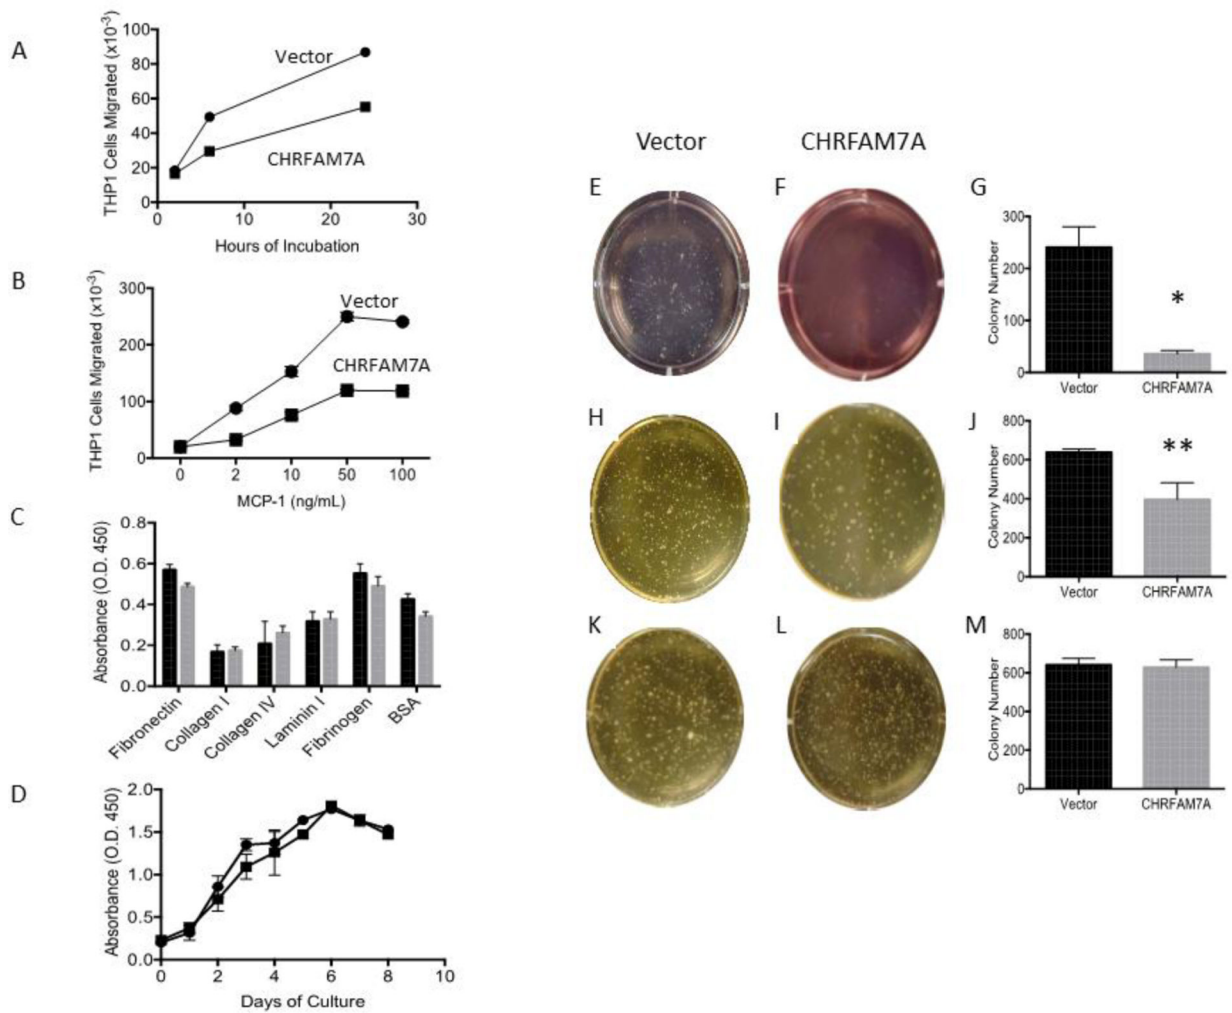 A
THP1 Cells Migrated (x10-3)
100
80
60
40
20
0
Vector
CHRFAM7A
0 10 20 30
Hours of Incubation
B
THP1 Cells Migrated (x10-3)
300
200
100
0
Vector
CHRFAM7A
0 2 10 50 100
MCP-1 (ng/mL)
C
Absorbance (O.D. 450)
0.8
0.6
0.4
0.2
0.0
Fibronectin
Collagen I
Collagen IV
Laminin I
Fibrinogen
BSA
D
Absorbance (O.D. 450)
2.0
1.5
1.0
0.5
0.0
0 2 4 6 8 10
Days of Culture
Vector CHRFAM7A
E
F
G
Colony Number
300
200
100
0
*
Vector CHRFAM7A
H
I
J
Colony Number
800
600
400
200
0
**
Vector CHRFAM7A
K
L
M
Colony Number
800
600
400
200
0
Vector CHRFAM7A